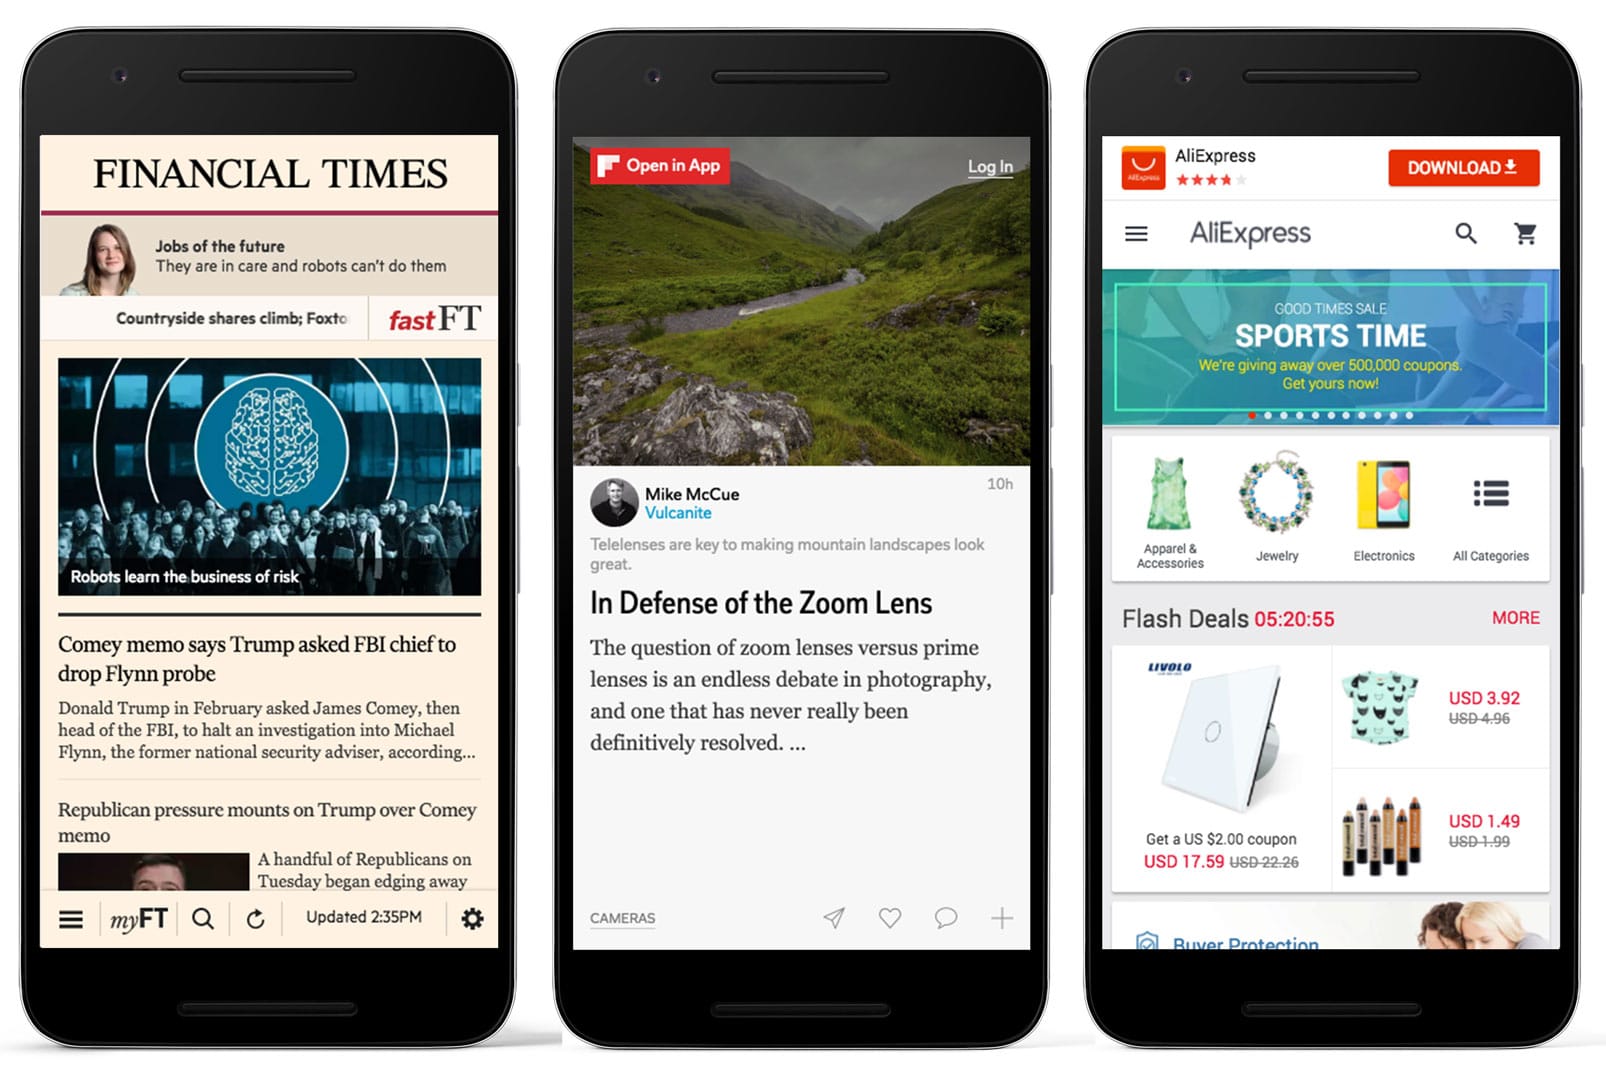 FINANCIAL TIMES
Jobs of the future
They are in care and robots can't do them
Countryside shares climb; Foxto
fastFT
Robots learn the business of risk
Comey memo says Trump asked FBI chief to
drop Flynn probe
Donald Trump in February asked James Comey, then
head of the FBI, to halt an investigation into Michael
Flynn, the former national security adviser, according...
Republican pressure mounts on Trump over Comey
memo
A handful of Republicans on
Tuesday began edging away
myFT
Updated 2:35PM
Open in App
Log In
Mike McCue
10h
Vulcanite
Telelenses are key to making mountain landscapes look
great.
In Defense of the Zoom Lens
The question of zoom lenses versus prime
lenses is an endless debate in photography,
and one that has never really been
definitively resolved. ...
CAMERAS
AliExpress
AliExpress
DOWNLOAD
AliExpress
GOOD TIMES SALE
SPORTS TIME
We're giving away over 500,000 coupons.
Get yours now!
Apparel &
Accessories
Jewelry
Electronics
All Categories
Flash Deals 05:20:55
MORE
LIVOLO
USD 3.92
USD 4.96
USD 1.49
USD 1.99
Get a US $2.00 coupon
USD 17.59 USD 22.26
Buyer Protection